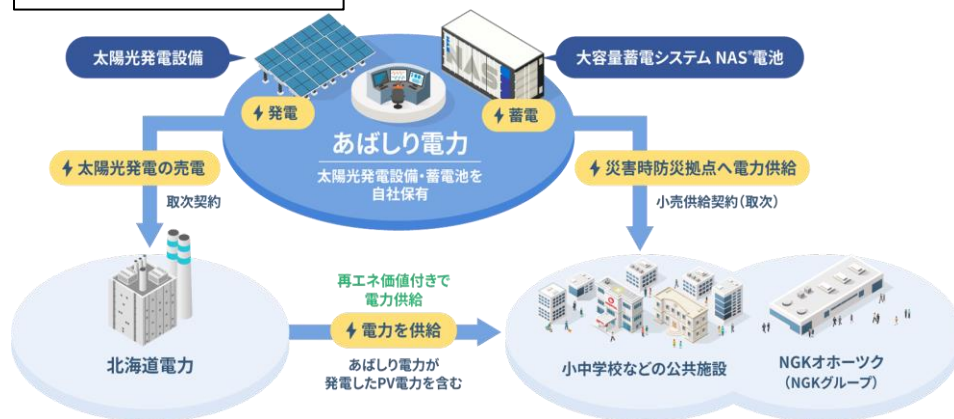 太陽光発電設備
大容量蓄電システム NAS®電池
NAS
発電
蓄電
あばしり電力
太陽光発電設備・蓄電池を
自社保有
太陽光発電の売電
取次契約
災害時防災拠点へ電力供給
小売供給契約(取次)
再エネ価値付きで
電力供給
電力を供給
あばしり電力が
発電したPV電力を含む
北海道電力
小中学校などの公共施設
NGKオホーツク
(NGKグループ)